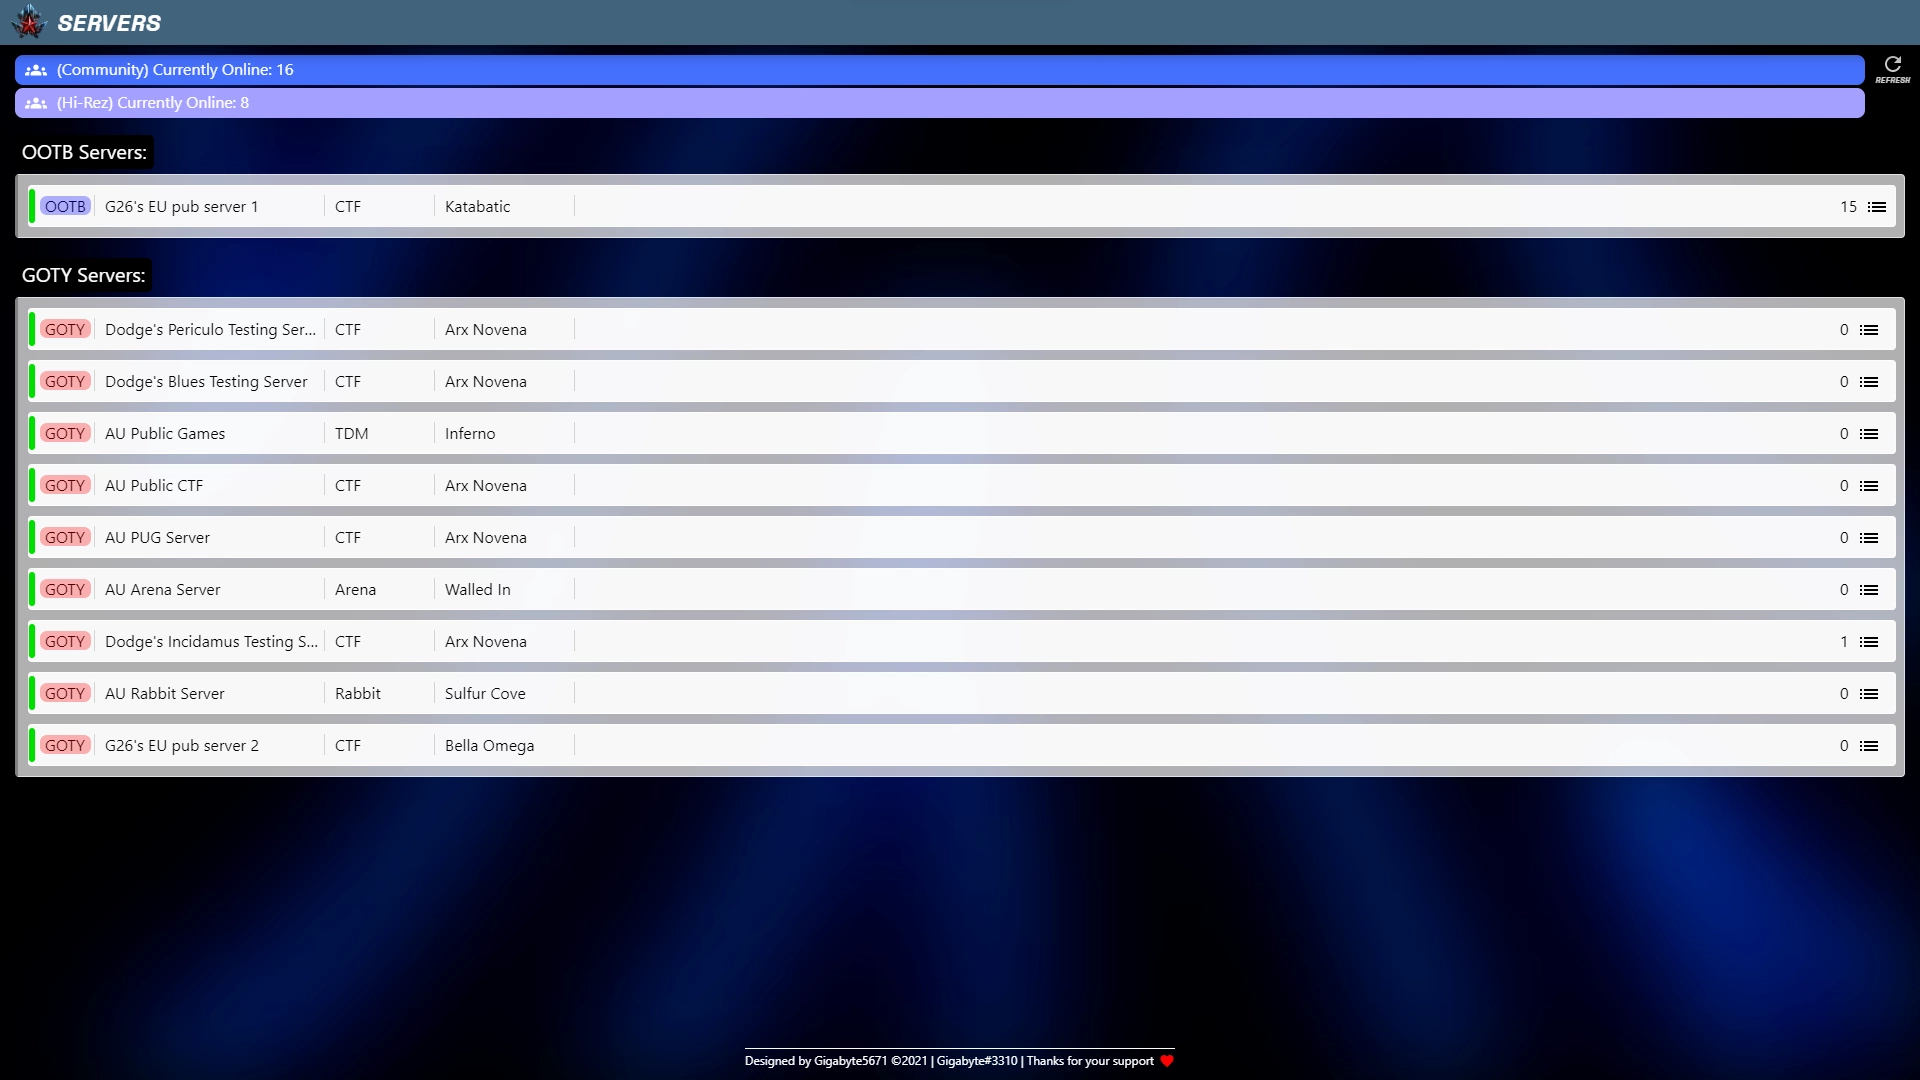 SERVERS
(Community) Currently Online: 16
REFRESH
(Hi-Rez) Currently Online: 8
OOTB Servers:
OOTB G26's EU pub server 1 CTF Katabatic 15
GOTY Servers:
GOTY Dodge's Periculo Testing Ser... CTF Arx Novena 0
GOTY Dodge's Blues Testing Server CTF Arx Novena 0
GOTY AU Public Games TDM Inferno 0
GOTY AU Public CTF CTF Arx Novena 0
GOTY AU PUG Server CTF Arx Novena 0
GOTY AU Arena Server Arena Walled In 0
GOTY Dodge's Incidamus Testing S... CTF Arx Novena 1
GOTY AU Rabbit Server Rabbit Sulfur Cove 0
GOTY G26's EU pub server 2 CTF Bella Omega 0
Designed by Gigabyte5671 ©2021 | Gigabyte#3310 | Thanks for your support ❤